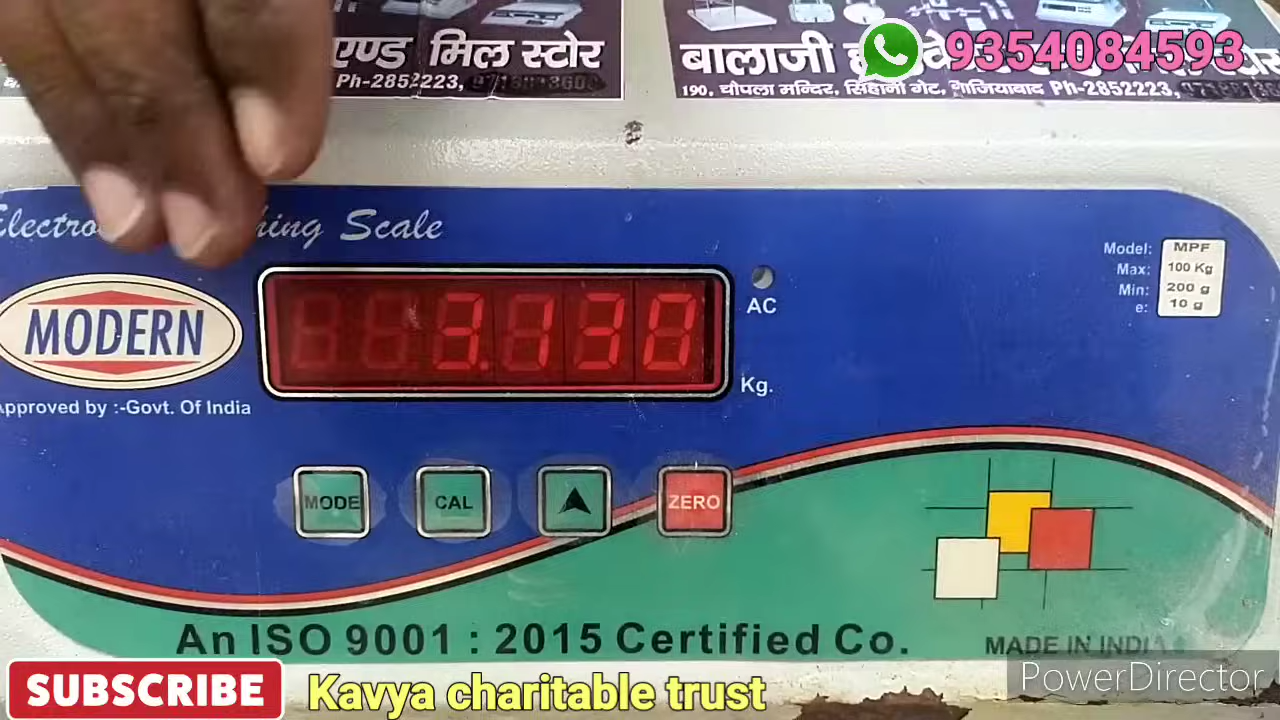 एण्ड मिल स्टोर
Ph-2852223,
बालाजी
9354084593
190, चौपला मन्दिर, सिहानी गेट, गाजियाबाद Ph-2852223,
Scale
MODERN
Approved by :-Govt. Of India
3.130
AC
Kg.
Model: MPF
Max: 100 Kg
Min: 200 g
e: 10 g
MODE
CAL
ZERO
An ISO 9001 : 2015 Certified Co.
MADE IN INDIA
SUBSCRIBE
Kavya charitable trust
PowerDirector